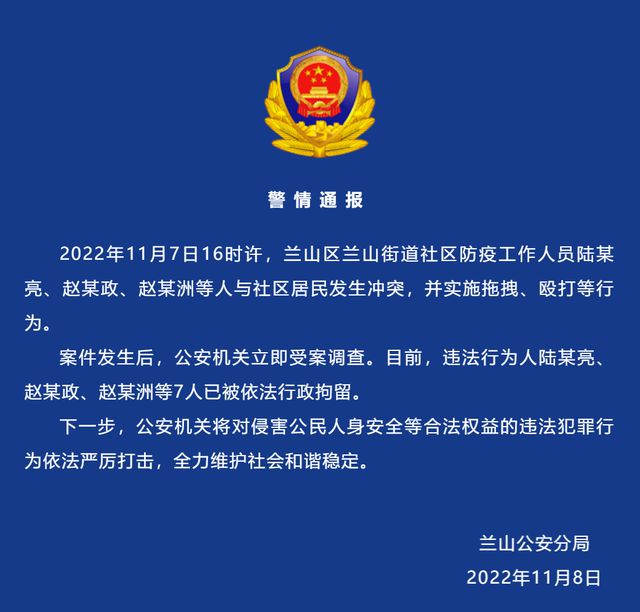 警情通报
2022年11月7日16时许，兰山区兰山街道社区防疫工作人员陆某
亮、赵某政、赵某洲等人与社区居民发生冲突，并实施拖拽、殴打等行
为。
案件发生后，公安机关立即受案调查。目前，违法行为人陆某亮、
赵某政、赵某洲等7人已被依法行政拘留。
下一步，公安机关将对侵害公民人身安全等合法权益的违法犯罪行
为依法严厉打击，全力维护社会和谐稳定。
兰山公安分局
2022年11月8日